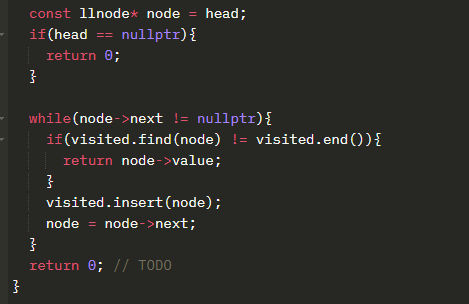 const llnode* node = head;
if(head == nullptr){
return 0;
}
while(node->next != nullptr){
if(visited.find(node) != visited.end()){
return node->value;
}
visited.insert(node);
node = node->next;
}
return 0; // TODO
}